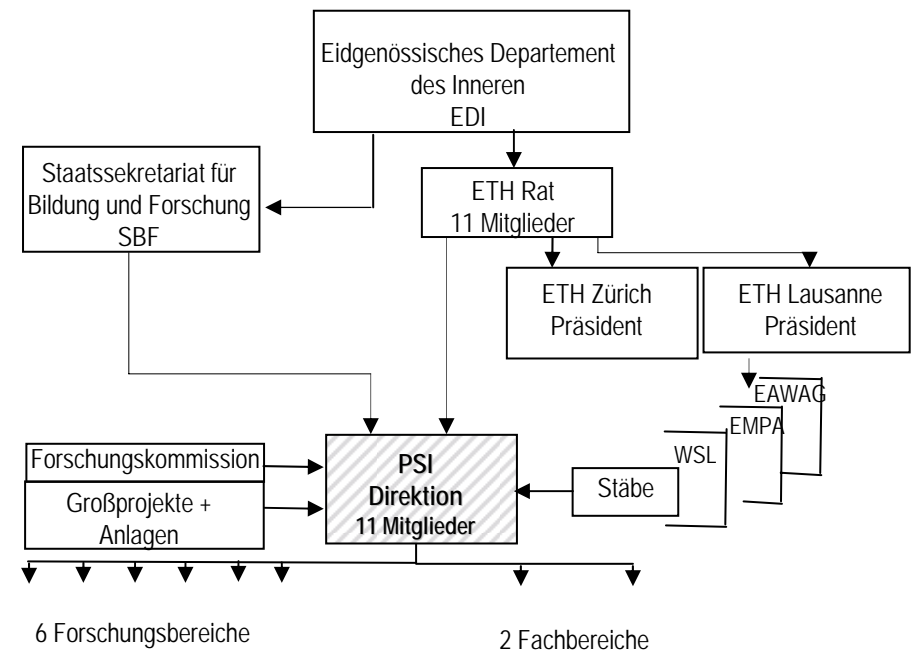 Eidgenössisches Departement
des Inneren
EDI
Staatssekretariat für
Bildung und Forschung
SBF
ETH Rat
11 Mitglieder
ETH Zürich
Präsident
ETH Lausanne
Präsident
EAWAG
EMPA
WSL
Forschungskommission
Großprojekte +
Anlagen
PSI
Direktion
11 Mitglieder
Stäbe
6 Forschungsbereiche
2 Fachbereiche